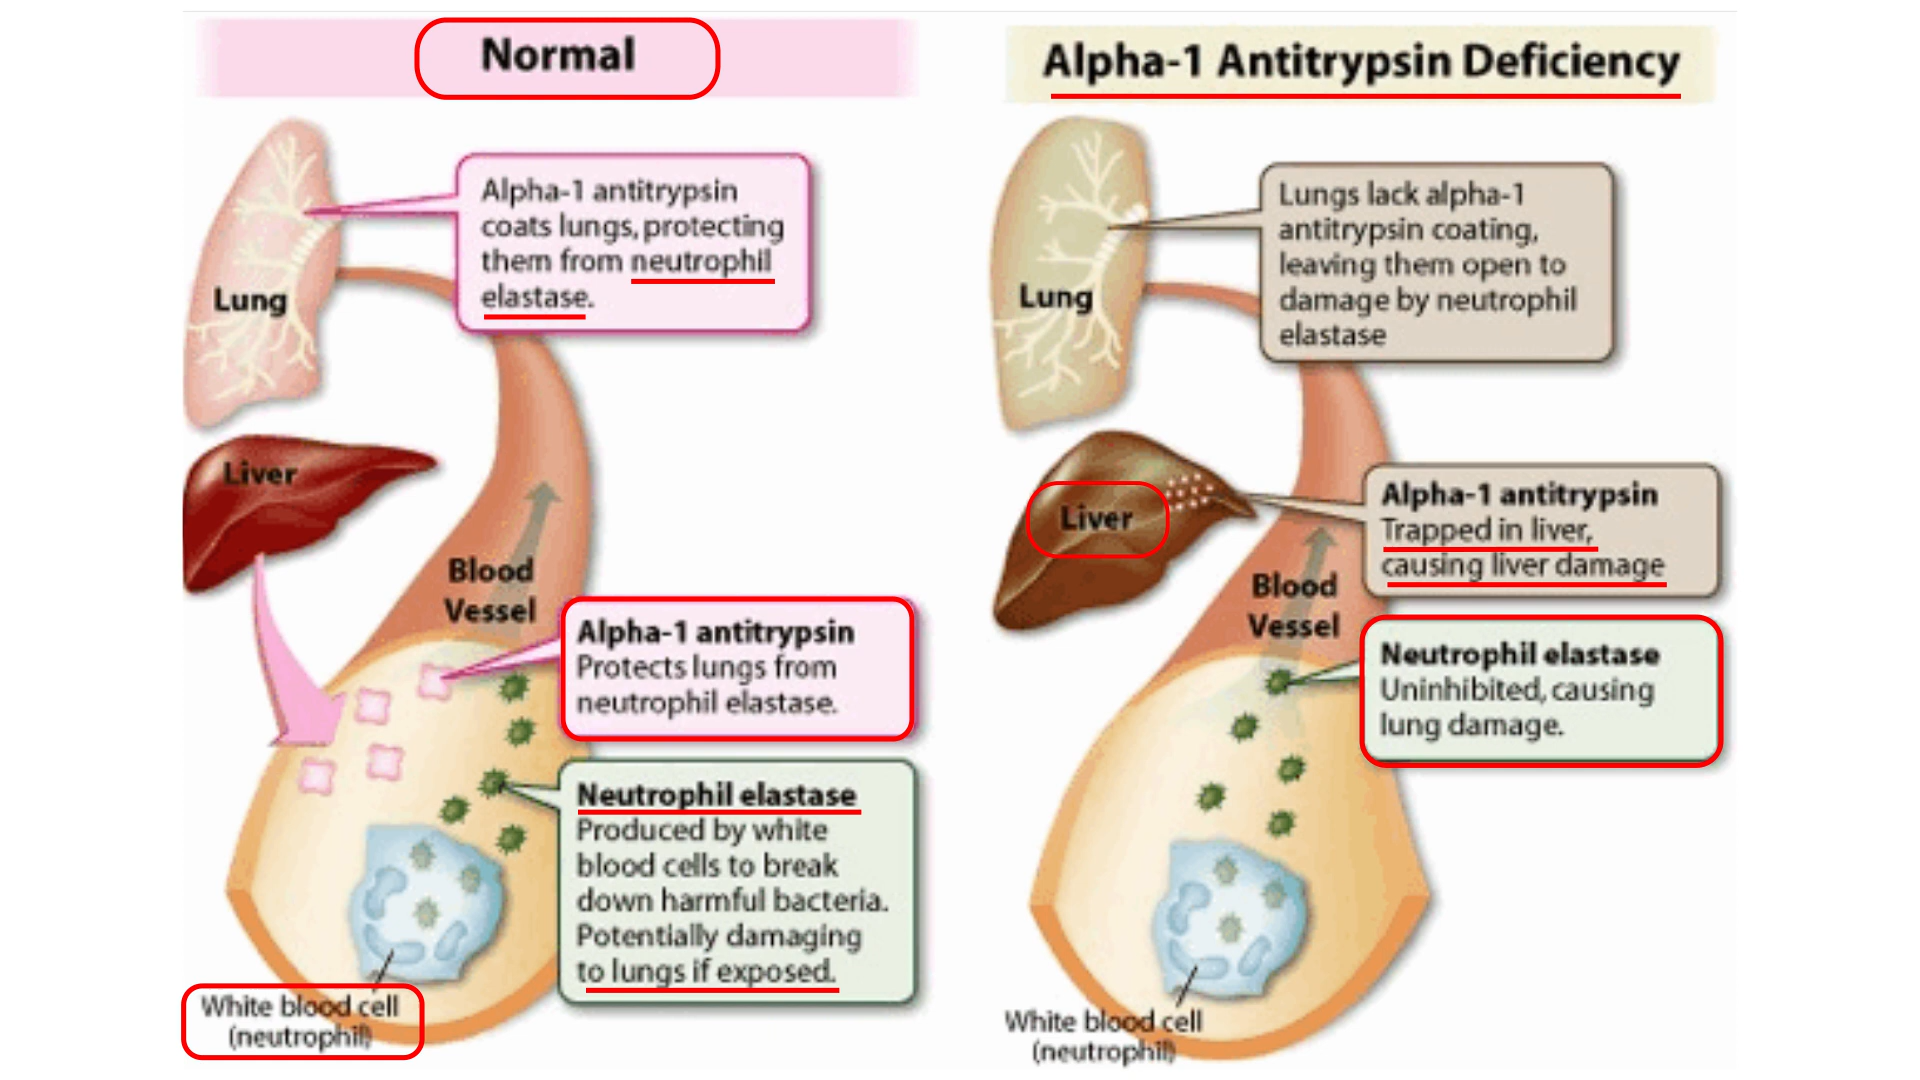 Normal
Alpha-1 antitrypsin
coats lungs, protecting
them from neutrophil
elastase.
Lung
Liver
Blood
Vessel
Alpha-1 antitrypsin
Protects lungs from
neutrophil elastase.
Neutrophil elastase
Produced by white
blood cells to break
down harmful bacteria.
Potentially damaging
to lungs if exposed.
White blood cell
(neutrophil)
Alpha-1 Antitrypsin Deficiency
Lungs lack alpha-1
antitrypsin coating,
leaving them open to
damage by neutrophil
elastase
Lung
Liver
Alpha-1 antitrypsin
Trapped in liver,
causing liver damage
Blood
Vessel
Neutrophil elastase
Uninhibited, causing
lung damage.
White blood cell
(neutrophil)